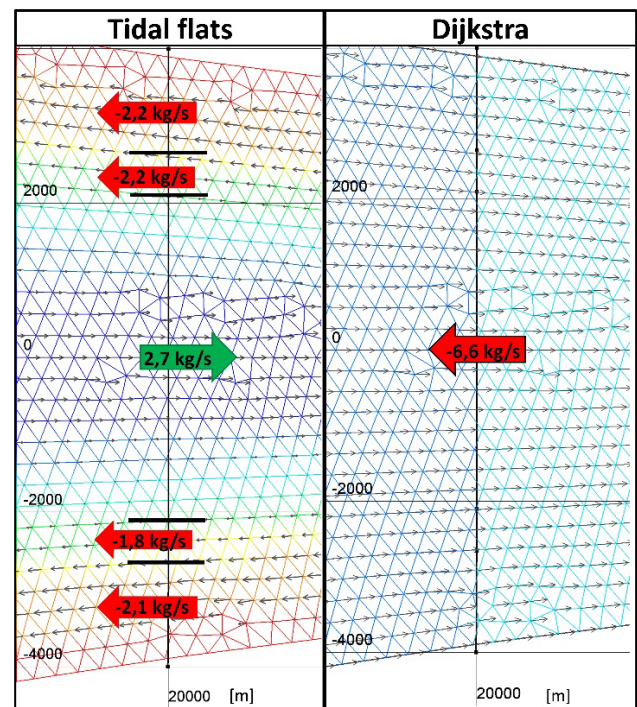 Tidal flats
-2,2 kg/s
-2,2 kg/s
2000
0
2,7 kg/s
-2000
-1,8 kg/s
-2,1 kg/s
-4000
20000 [m]
Dijkstra
2000
0
-6,6 kg/s
-2000
-4000
20000 [m]